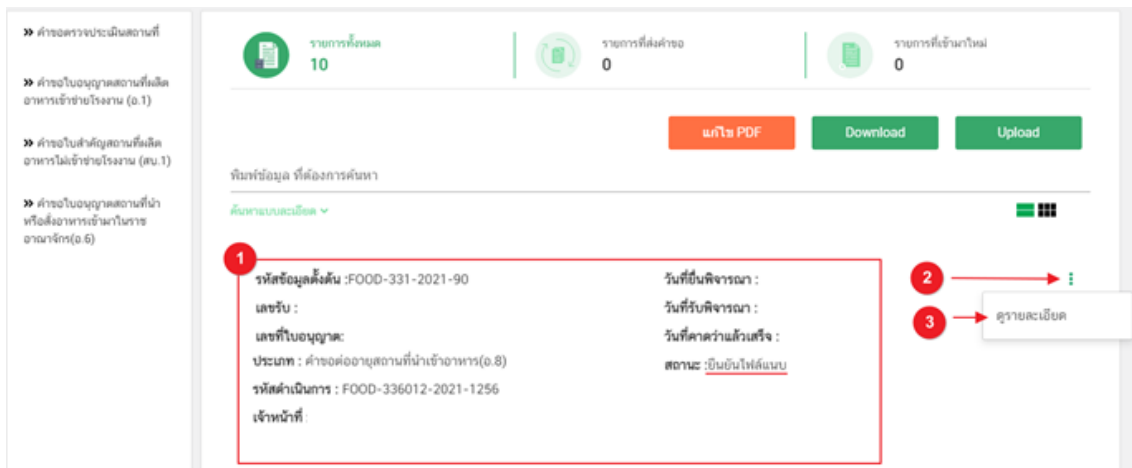 » คำขอตรวจประเมินสถานที่
» คำขอใบอนุญาตสถานที่ผลิต
อาหารเข้าข่ายโรงงาน (อ.1)
» คำขอใบสำคัญสถานที่ผลิต
อาหารไม่เข้าข่ายโรงงาน (สบ.1)
» คำขอใบอนุญาตสถานที่นำ
หรือสั่งอาหารเข้ามาในราช
อาณาจักร(อ.6)
รายการทั้งหมด
10
รายการที่ส่งคำขอ
0
รายการที่เข้ามาใหม่
0
แก้ไข PDF
Download
Upload
พิมพ์ข้อมูล ที่ต้องการค้นหา
ค้นหาแบบละเอียด
1
รหัสข้อมูลตั้งต้น :FOOD-331-2021-90
เลขรับ :
เลขที่ใบอนุญาต:
ประเภท : คำขอต่ออายุสถานที่นำเข้าอาหาร(อ.8)
รหัสดำเนินการ : FOOD-336012-2021-1256
เจ้าหน้าที่ :
วันที่ยื่นพิจารณา :
วันที่รับพิจารณา :
วันที่คาดว่าแล้วเสร็จ :
สถานะ :ยืนยันไฟล์แนบ
2
3
ดูรายละเอียด